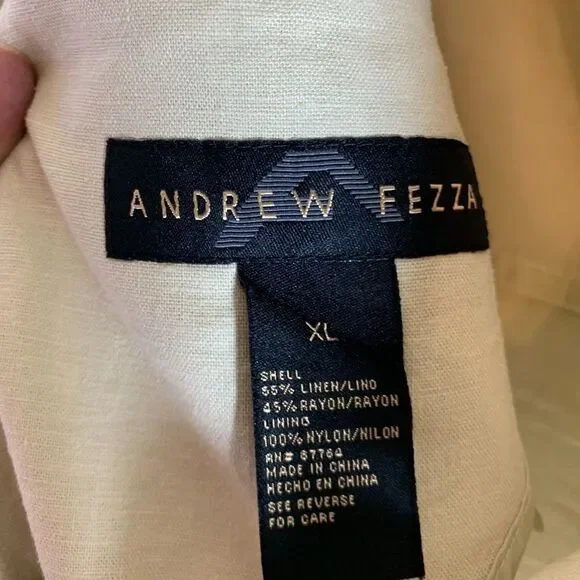 ANDREW FEZZA
XL
SHELL
55% LINEN/LINO
45% RAYON/RAYON
LINING
100% NYLON/NILON
RN# 67764
MADE IN CHINA
HECHO EN CHINA
SEE REVERSE
FOR CARE